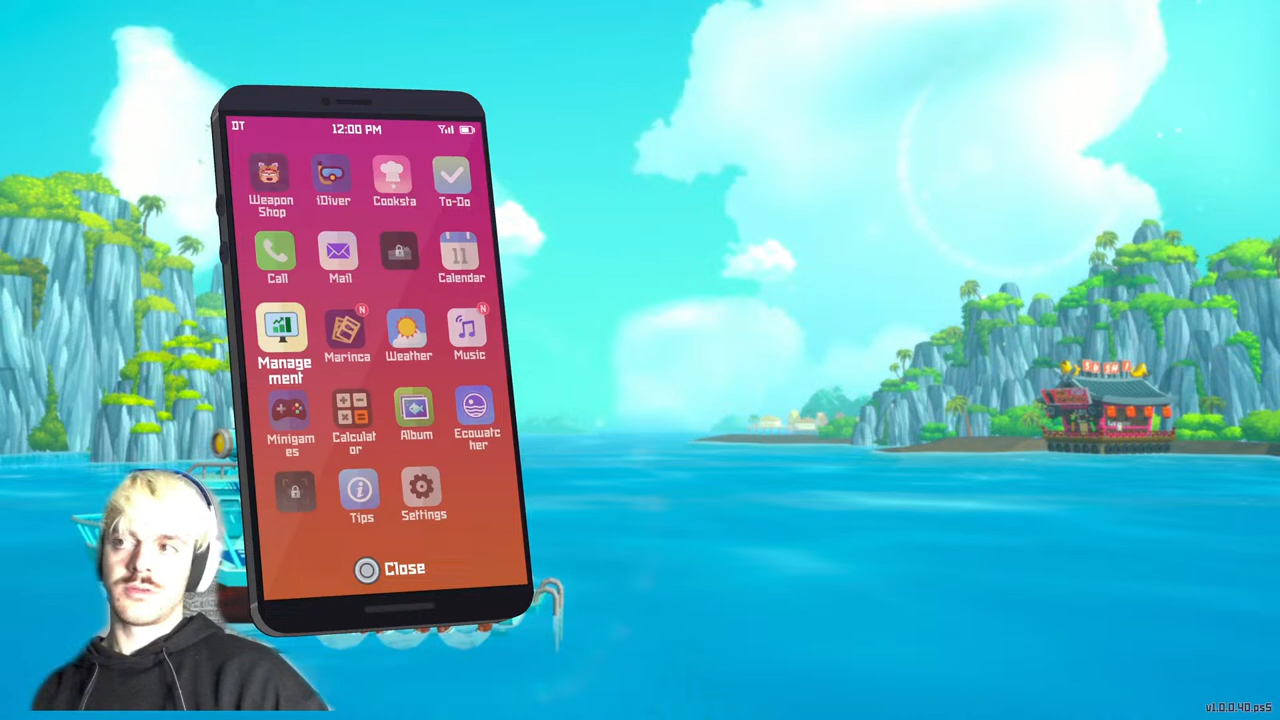 DT
12:00 PM
Weapon
Shop
iDiver
Cooksta
To-Do
Call
Mail
11
Calendar
Manage
ment
N
Marinca
Weather
N
Music
Minigam
es
Calculat
or
Album
Ecowatc
her
Tips
Settings
Close
SUSHI
v1.0.0.40.ps5